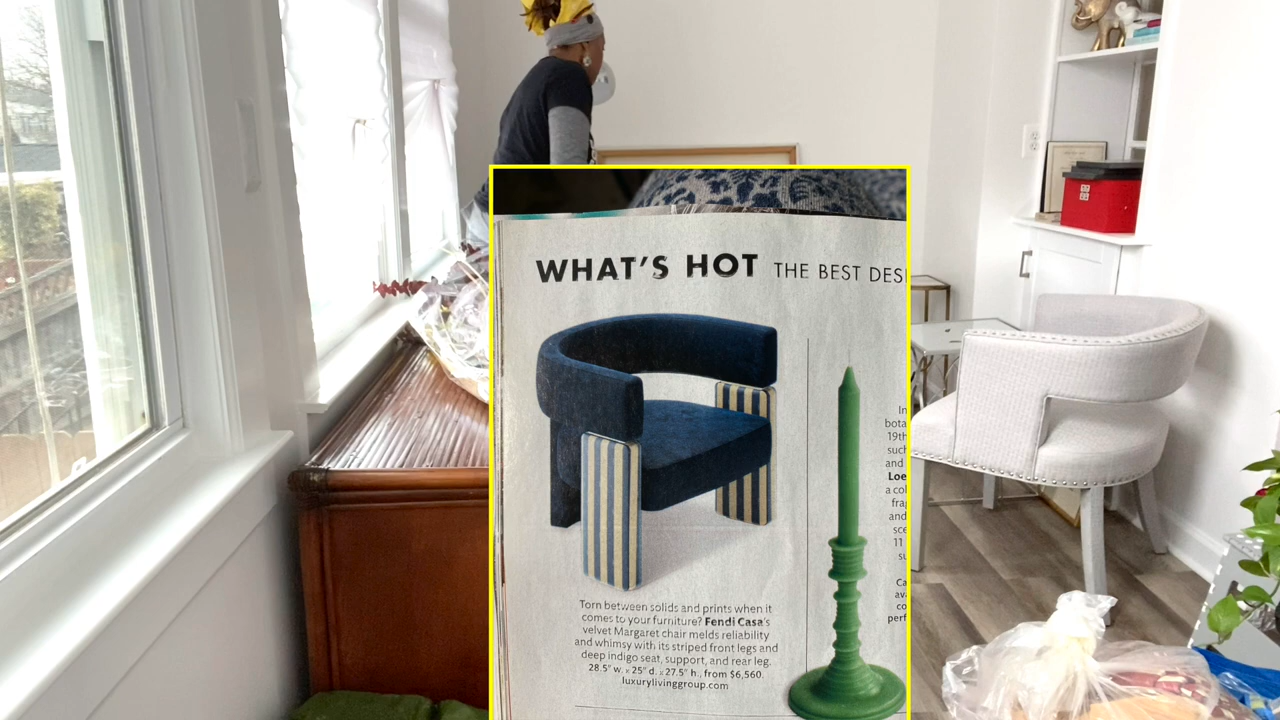 WHAT'S HOT THE BEST DESI
Torn between solids and prints when it
comes to your furniture? Fendi Casa's
velvet Margaret chair melds reliability
and whimsy with its striped front legs and
deep indigo seat, support, and rear leg.
28.5" w. x 25" d. x 27.5" h., from $6,560.
luxurylivinggroup.com
In
bota
19th
such
and
Loe
a col
frag
and
sce
11
su
Ca
ava
co
perf